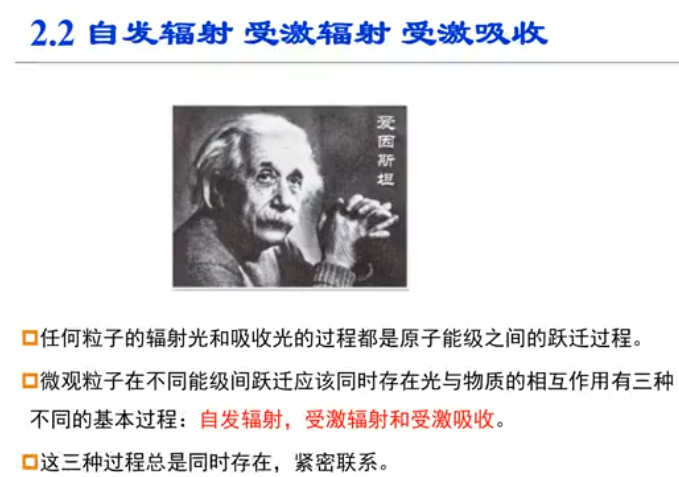 2.2 自发辐射 受激辐射 受激吸收
爱因斯坦
任何粒子的辐射光和吸收光的过程都是原子能级之间的跃迁过程。
微观粒子在不同能级间跃迁应该同时存在光与物质的相互作用有三种
不同的基本过程：自发辐射，受激辐射和受激吸收。
这三种过程总是同时存在，紧密联系。